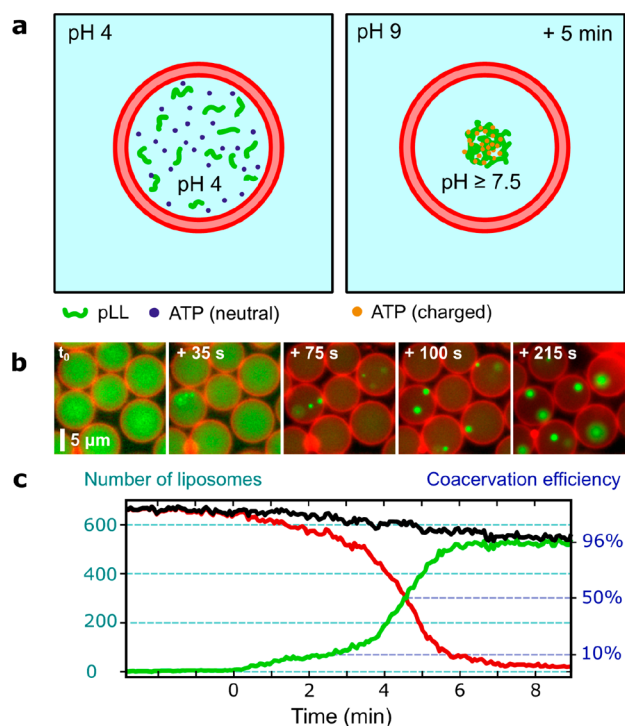 a
pH 4
pH 4
pH 9
+ 5 min
pH ≥ 7.5
pLL
ATP (neutral)
ATP (charged)
b
t0
+ 35 s
+ 75 s
+ 100 s
+ 215 s
5 µm
c
Number of liposomes
Coacervation efficiency
600
400
200
0
96%
50%
10%
0
2
4
6
8
Time (min)